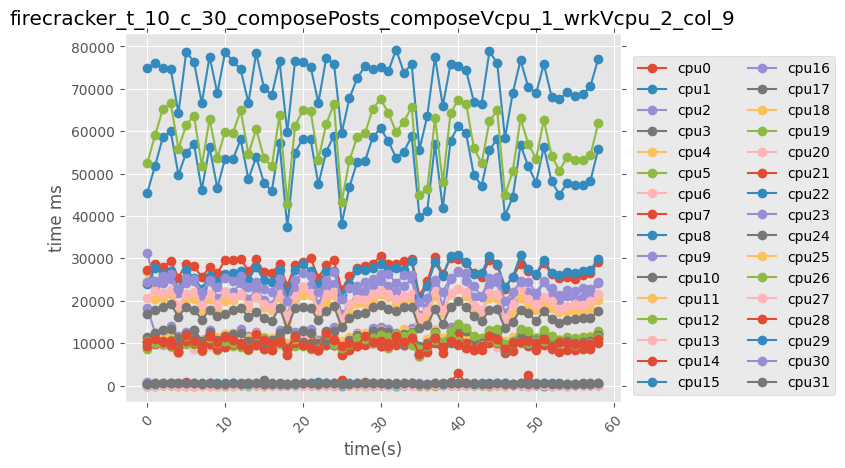 firecracker_t_10_c_30_composePosts_composeVcpu_1_wrkVcpu_2_col_9
80000
70000
60000
50000
40000
30000
20000
10000
0
time ms
0
10
20
30
40
50
60
time(s)
cpu0
cpu1
cpu2
cpu3
cpu4
cpu5
cpu6
cpu7
cpu8
cpu9
cpu10
cpu11
cpu12
cpu13
cpu14
cpu15
cpu16
cpu17
cpu18
cpu19
cpu20
cpu21
cpu22
cpu23
cpu24
cpu25
cpu26
cpu27
cpu28
cpu29
cpu30
cpu31